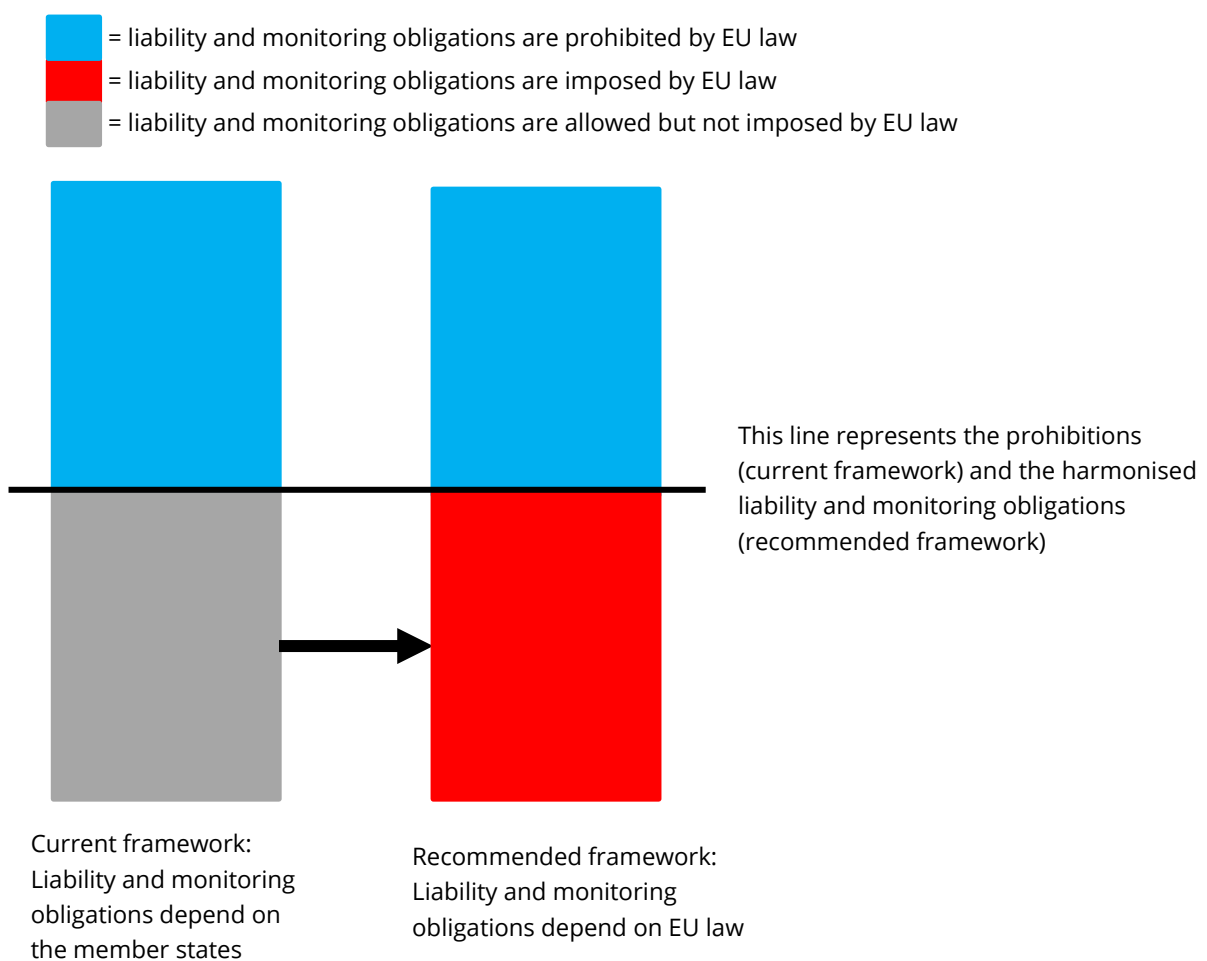 = liability and monitoring obligations are prohibited by EU law
= liability and monitoring obligations are imposed by EU law
= liability and monitoring obligations are allowed but not imposed by EU law
This line represents the prohibitions
(current framework) and the harmonised
liability and monitoring obligations
(recommended framework)
Current framework:
Liability and monitoring
obligations depend on
the member states
Recommended framework:
Liability and monitoring
obligations depend on EU law